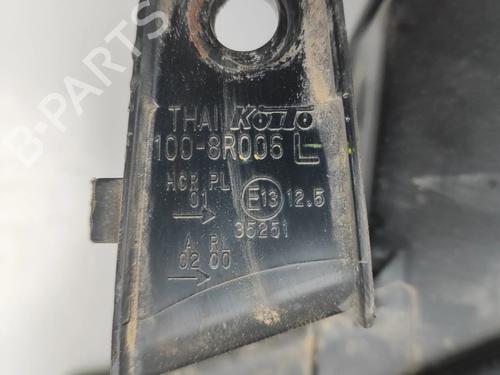 B-PARTS
THAI KOITO
100-8R006 L
HCR PL
01
E13 12.5
35251
A RL
02 00